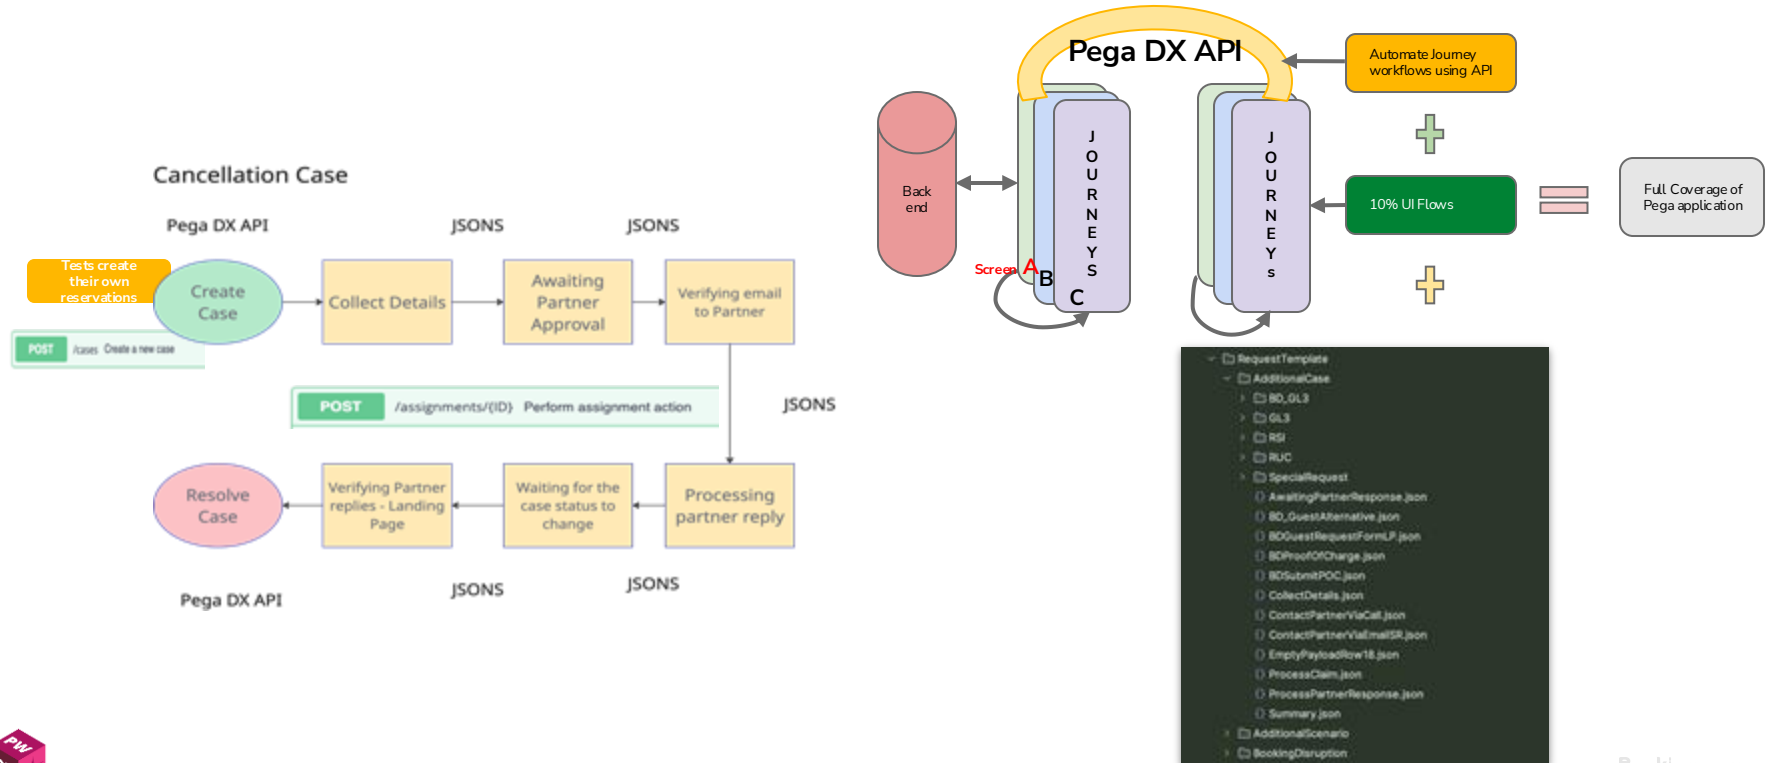 Cancellation Case
Pega DX API
JSONS
JSONS
Tests create
their own
reservations
Create
Case
Collect Details
Awaiting
Partner
Approval
Verifying email
to Partner
POST
/cases Create a new case
POST
/assignments/{ID} Perform assignment action
JSONS
Resolve
Case
Verifying Partner
replies - Landing
Page
Waiting for the
case status to
change
Processing
partner reply
Pega DX API
JSONS
JSONS
PW
Pega DX API
Back
end
JOURNEYS
JOURNEYs
Screen A
B
C
Automate Journey
workflows using API
10% UI Flows
Full Coverage of
Pega application
RequestTemplate
AdditionalCase
BD_GL3
GL3
RSI
RUC
SpecialRequest
AwaitingPartnerResponse.json
BD_GuestAlternative.json
BDGuestRequestFormLP.json
BDProofOfCharge.json
BDSubmitPOC.json
CollectDetails.json
ContactPartnerViaCall.json
ContactPartnerViaEmailSR.json
EmptyPayloadRow18.json
ProcessClaim.json
ProcessPartnerResponse.json
Summary.json
AdditionalScenario
BookingDisruption